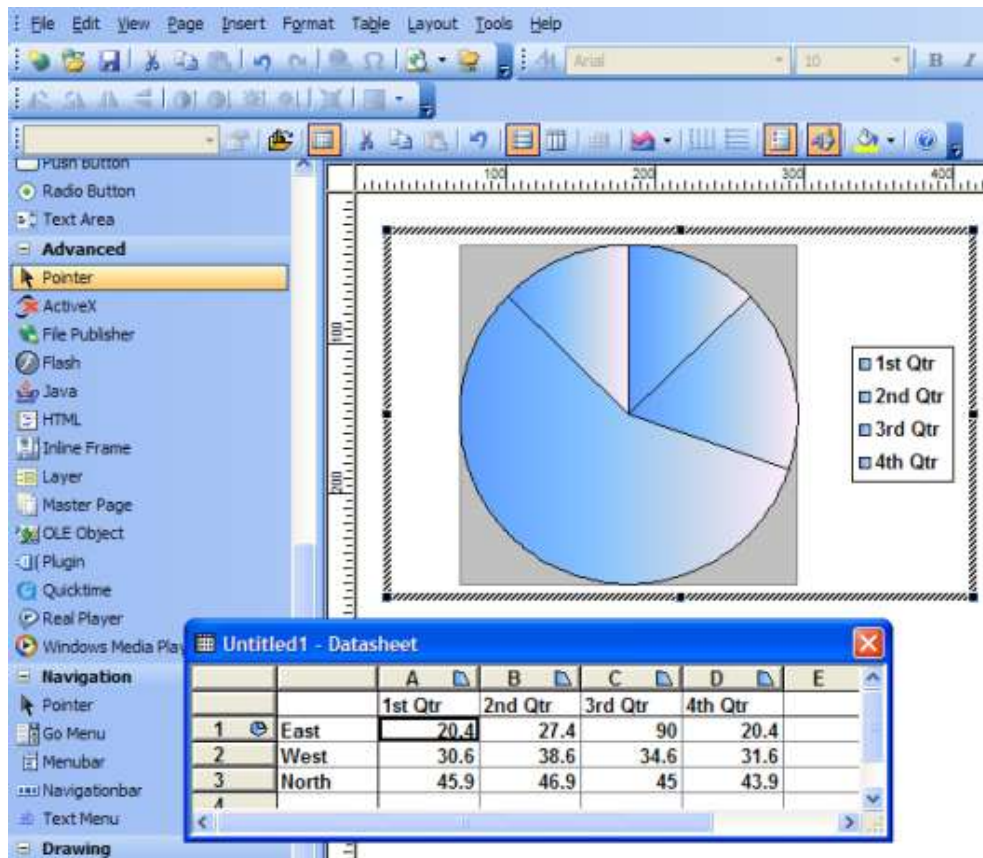 File Edit View Page Insert Format Table Layout Tools Help
Arial 10 B I
Push Button
Radio Button
Text Area
Advanced
Pointer
ActiveX
File Publisher
Flash
Java
HTML
Inline Frame
Layer
Master Page
OLE Object
Plugin
Quicktime
Real Player
Windows Media Play
Navigation
Pointer
Go Menu
Menubar
Navigationbar
Text Menu
Drawing
100 200 300 400
100
200
1st Qtr
2nd Qtr
3rd Qtr
4th Qtr
Untitled1 - Datasheet
A B C D E
1st Qtr 2nd Qtr 3rd Qtr 4th Qtr
1 East 20.4 27.4 90 20.4
2 West 30.6 38.6 34.6 31.6
3 North 45.9 46.9 45 43.9
4